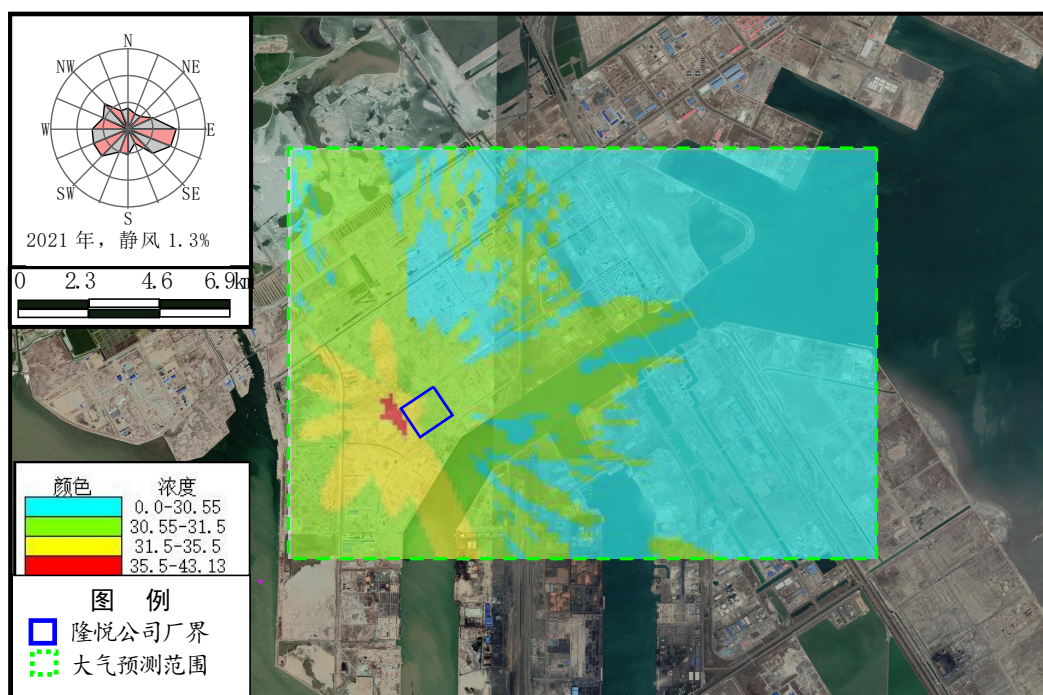 N
NW
NE
W
E
SW
SE
S
2021 年，静风 1.3%
0 2.3 4.6 6.9km
颜色 浓度
0.0-30.55
30.55-31.5
31.5-35.5
35.5-43.13
图 例
隆悦公司厂界
大气预测范围